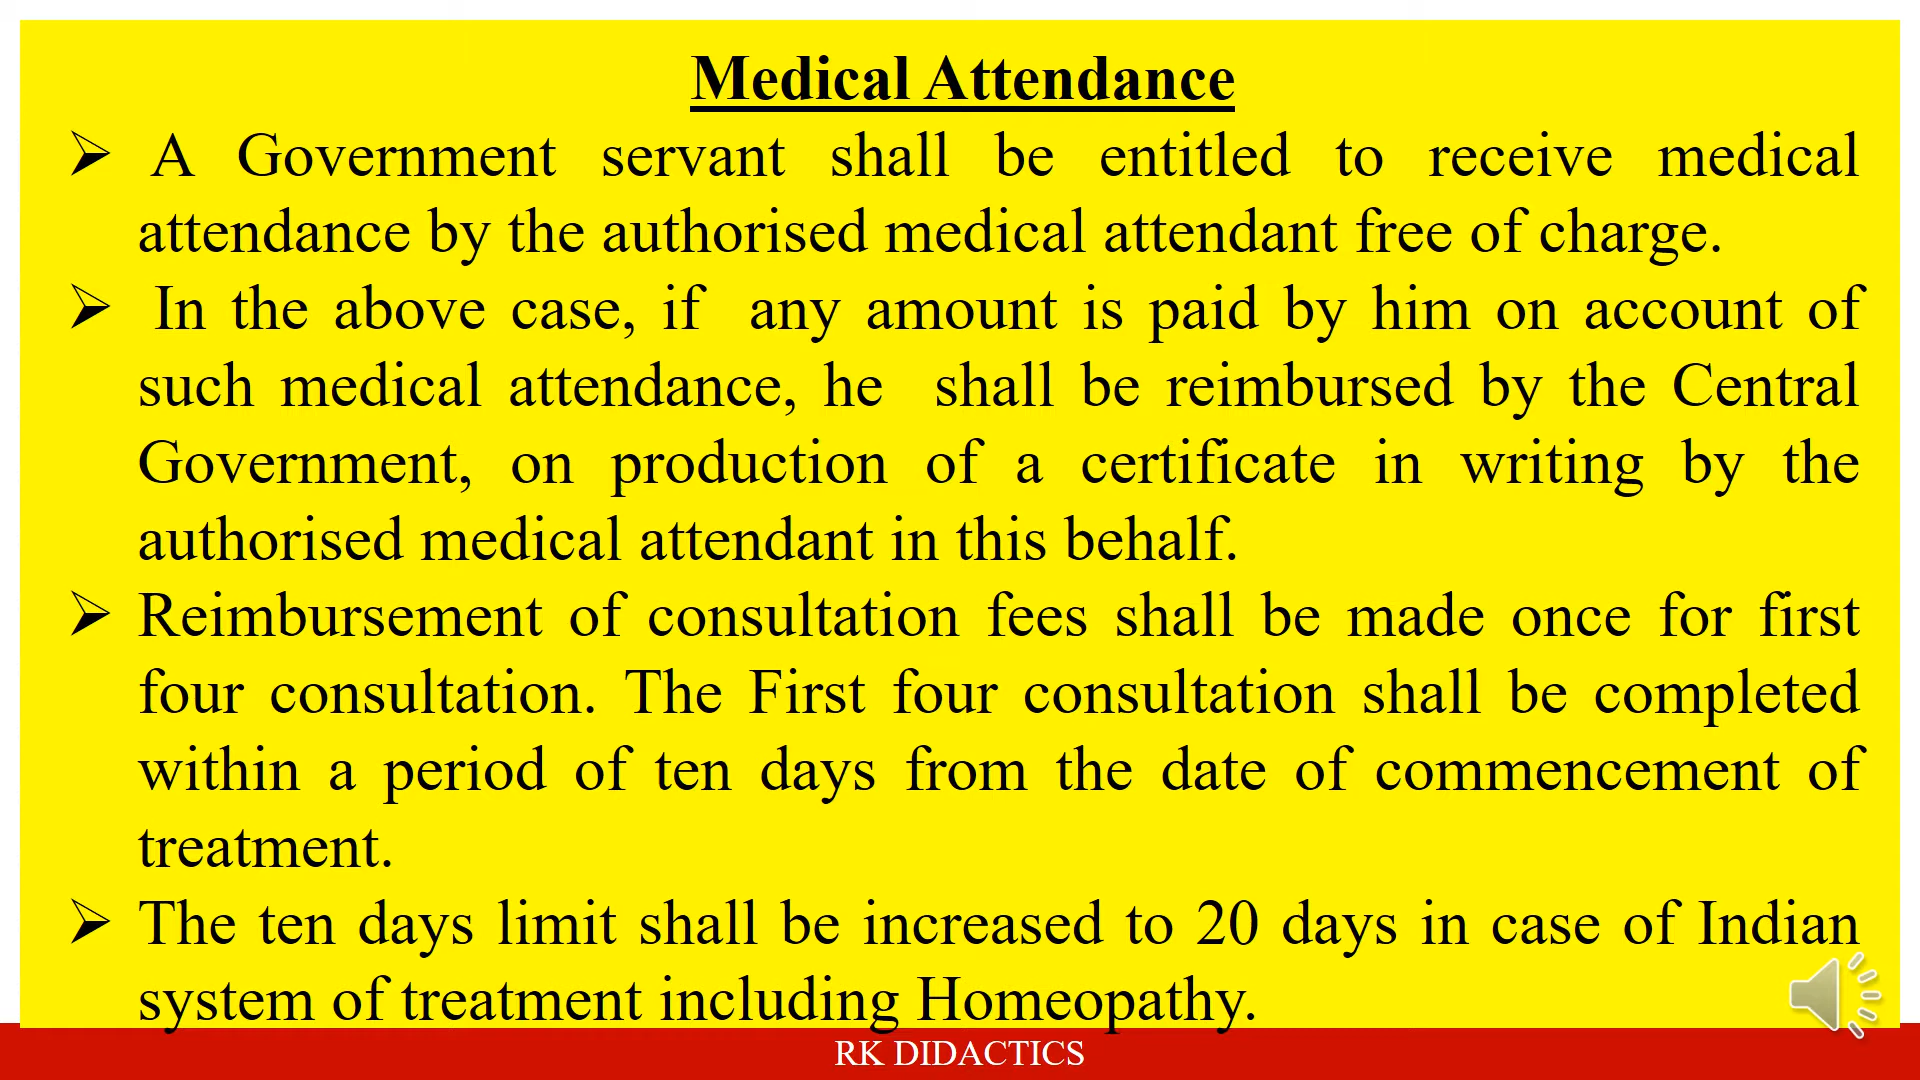 Medical Attendance
➢ A Government servant shall be entitled to receive medical
attendance by the authorised medical attendant free of charge.
➢ In the above case, if any amount is paid by him on account of
such medical attendance, he shall be reimbursed by the Central
Government, on production of a certificate in writing by the
authorised medical attendant in this behalf.
➢ Reimbursement of consultation fees shall be made once for first
four consultation. The First four consultation shall be completed
within a period of ten days from the date of commencement of
treatment.
➢ The ten days limit shall be increased to 20 days in case of Indian
system of treatment including Homeopathy.
RK DIDACTICS